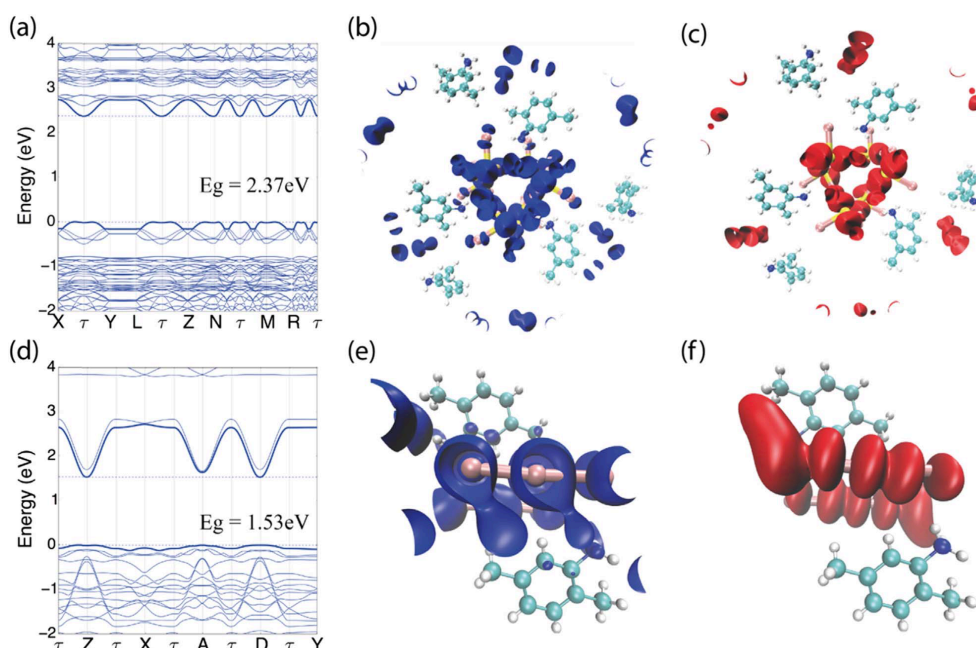 (a)
(b)
(c)
4
3
2
1
0
−1
−2
Energy (eV)
Eg = 2.37eV
X τ Y L τ Z N τ M R τ
(d)
(e)
(f)
4
3
2
1
0
−1
−2
Energy (eV)
Eg = 1.53eV
τ Z τ X τ A τ D τ Y